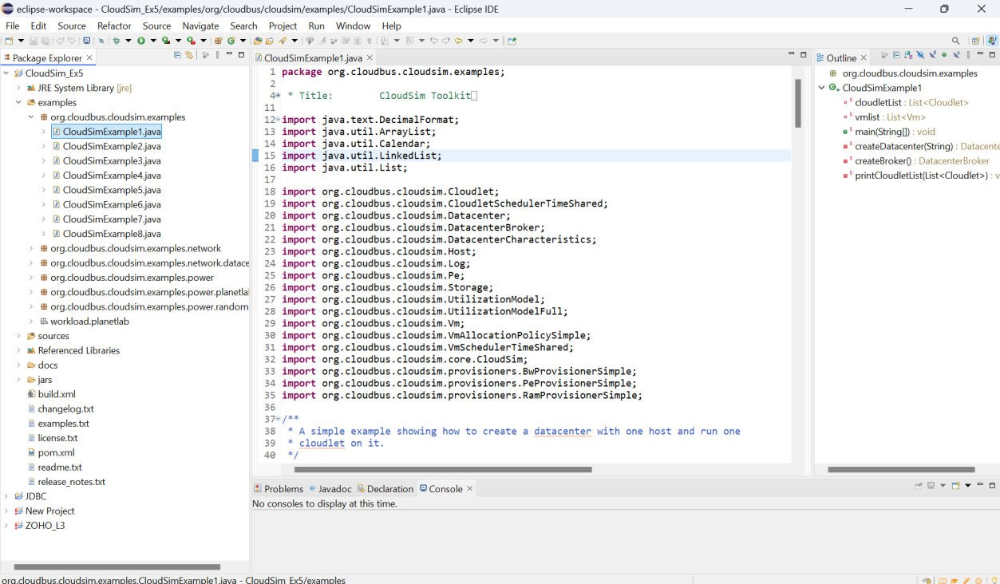 eclipse-workspace - CloudSim_Ex5/examples/org/cloudbus/cloudsim/examples/CloudSimExample1.java - Eclipse IDE
File Edit Source Refactor Source Navigate Search Project Run Window Help
Package Explorer
CloudSim_Ex5
JRE System Library [jre]
examples
org.cloudbus.cloudsim.examples
CloudSimExample1.java
CloudSimExample2.java
CloudSimExample3.java
CloudSimExample4.java
CloudSimExample5.java
CloudSimExample6.java
CloudSimExample7.java
CloudSimExample8.java
org.cloudbus.cloudsim.examples.network
org.cloudbus.cloudsim.examples.network.datace
org.cloudbus.cloudsim.examples.power
org.cloudbus.cloudsim.examples.power.planetla
org.cloudbus.cloudsim.examples.power.random
workload.planetlab
sources
Referenced Libraries
docs
jars
build.xml
changelog.txt
examples.txt
license.txt
pom.xml
readme.txt
release_notes.txt
JDBC
New Project
ZOHO_L3
CloudSimExample1.java
1 package org.cloudbus.cloudsim.examples;
2
4 * Title: CloudSim Toolkit
11
12 import java.text.DecimalFormat;
13 import java.util.ArrayList;
14 import java.util.Calendar;
15 import java.util.LinkedList;
16 import java.util.List;
17
18 import org.cloudbus.cloudsim.Cloudlet;
19 import org.cloudbus.cloudsim.CloudletSchedulerTimeShared;
20 import org.cloudbus.cloudsim.Datacenter;
21 import org.cloudbus.cloudsim.DatacenterBroker;
22 import org.cloudbus.cloudsim.DatacenterCharacteristics;
23 import org.cloudbus.cloudsim.Host;
24 import org.cloudbus.cloudsim.Log;
25 import org.cloudbus.cloudsim.Pe;
26 import org.cloudbus.cloudsim.Storage;
27 import org.cloudbus.cloudsim.UtilizationModel;
28 import org.cloudbus.cloudsim.UtilizationModelFull;
29 import org.cloudbus.cloudsim.Vm;
30 import org.cloudbus.cloudsim.VmAllocationPolicySimple;
31 import org.cloudbus.cloudsim.VmSchedulerTimeShared;
32 import org.cloudbus.cloudsim.core.CloudSim;
33 import org.cloudbus.cloudsim.provisioners.BwProvisionerSimple;
34 import org.cloudbus.cloudsim.provisioners.PeProvisionerSimple;
35 import org.cloudbus.cloudsim.provisioners.RamProvisionerSimple;
36
37 /**
38 * A simple example showing how to create a datacenter with one host and run one
39 * cloudlet on it.
40 */
Outline
org.cloudbus.cloudsim.examples
CloudSimExample1
cloudletList : List<Cloudlet>
vmlist : List<Vm>
main(String[]) : void
createDatacenter(String) : Datacente
createBroker() : DatacenterBroker
printCloudletList(List<Cloudlet>) : v
Problems Javadoc Declaration Console
No consoles to display at this time.
org.cloudbus.cloudsim.examples.CloudSimExample1.java - CloudSim_Ex5/examples